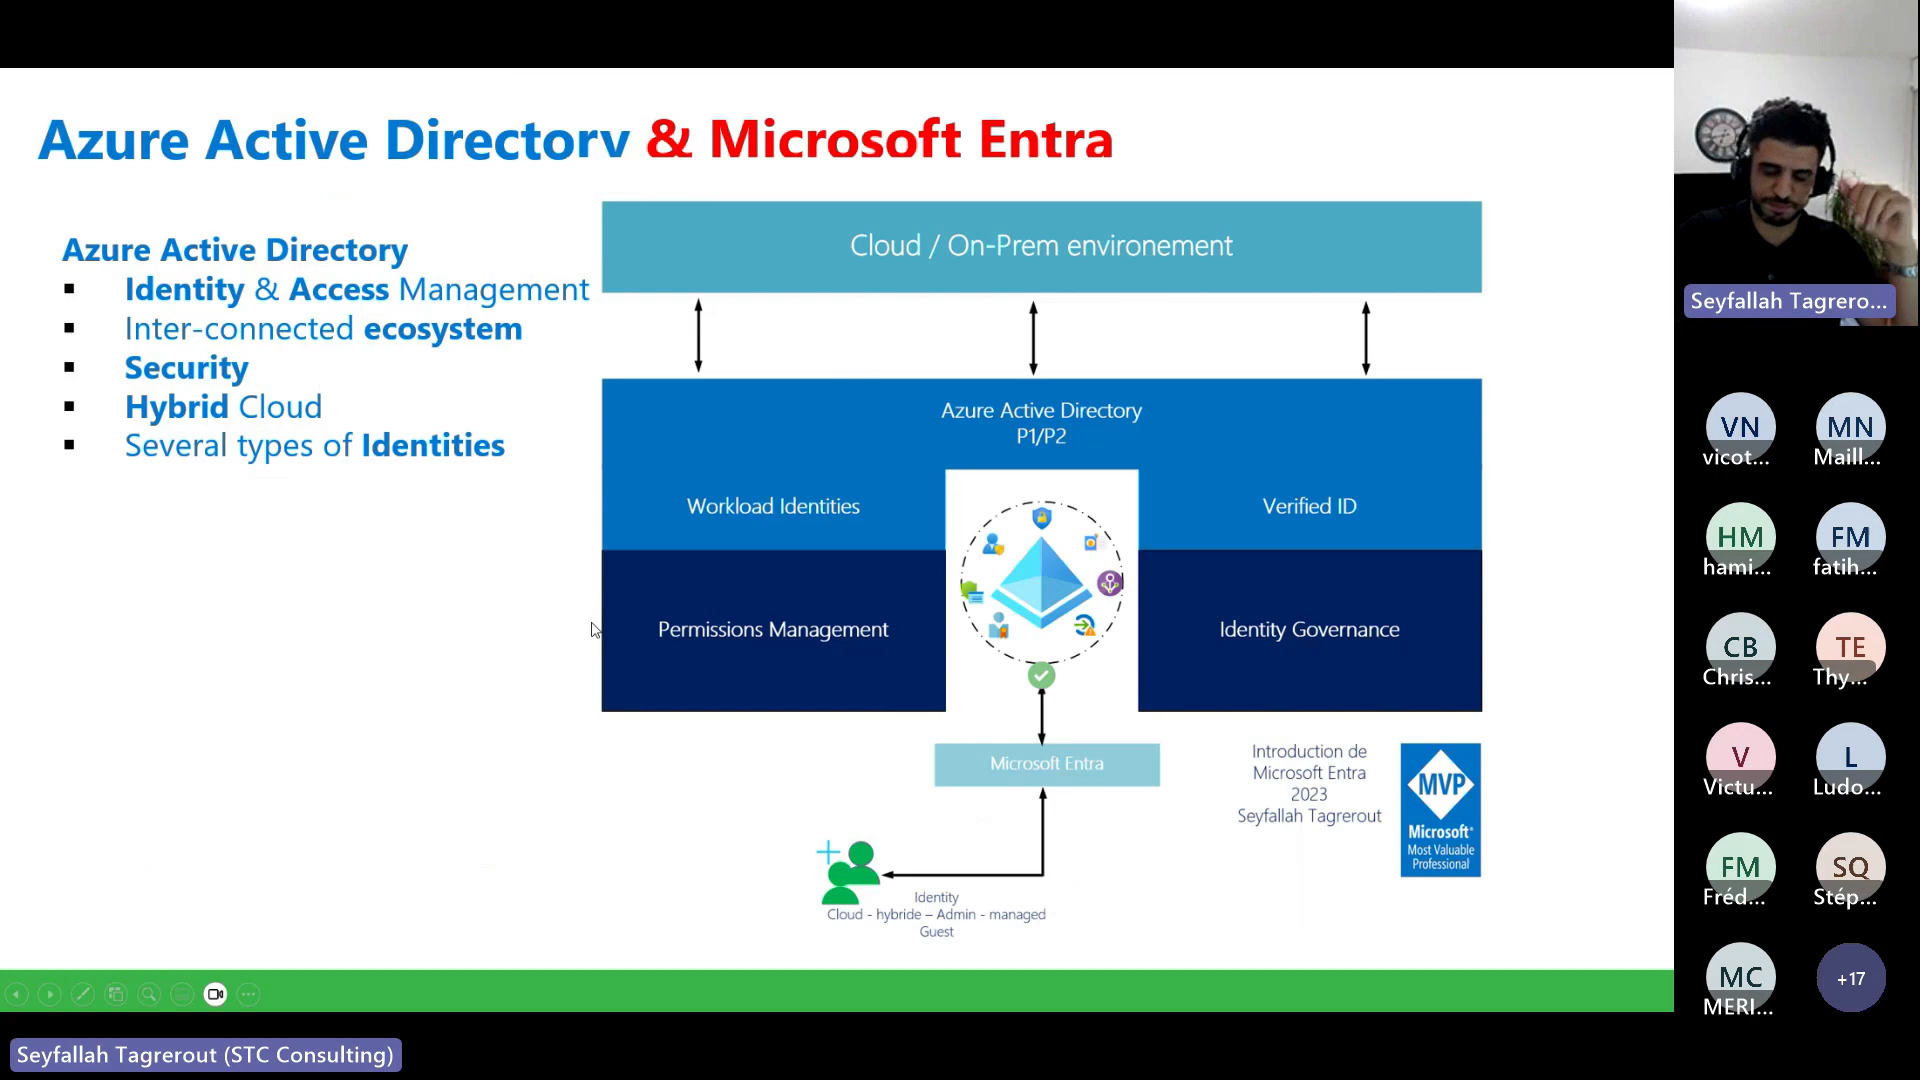 Azure Active Directory & Microsoft Entra
Azure Active Directory
Identity & Access Management
Inter-connected ecosystem
Security
Hybrid Cloud
Several types of Identities
Cloud / On-Prem environement
Azure Active Directory
P1/P2
Workload Identities
Verified ID
Permissions Management
Identity Governance
Microsoft Entra
Introduction de
Microsoft Entra
2023
Seyfallah Tagrerout
MVP
Microsoft®
Most Valuable
Professional
Identity
Cloud - hybride – Admin - managed
Guest
Seyfallah Tagrerout (STC Consulting)
Seyfallah Tagrero...
VN
vicot...
MN
Maill...
HM
hami...
FM
fatih...
CB
Chris...
TE
Thy...
V
Victu...
L
Ludo...
FM
Fréd...
SQ
Stép...
MC
MERI...
+17